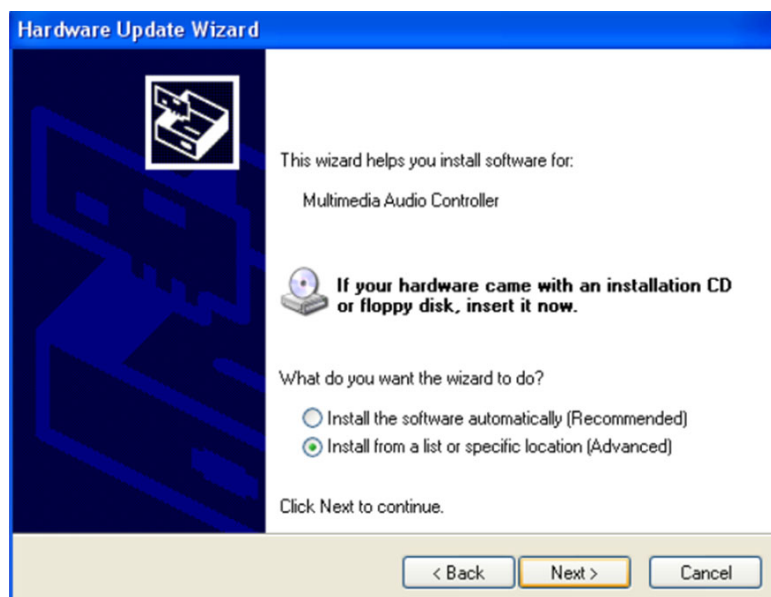 Hardware Update Wizard
This wizard helps you install software for:
Multimedia Audio Controller
If your hardware came with an installation CD
or floppy disk, insert it now.
What do you want the wizard to do?
Install the software automatically (Recommended)
Install from a list or specific location (Advanced)
Click Next to continue.
< Back Next > Cancel